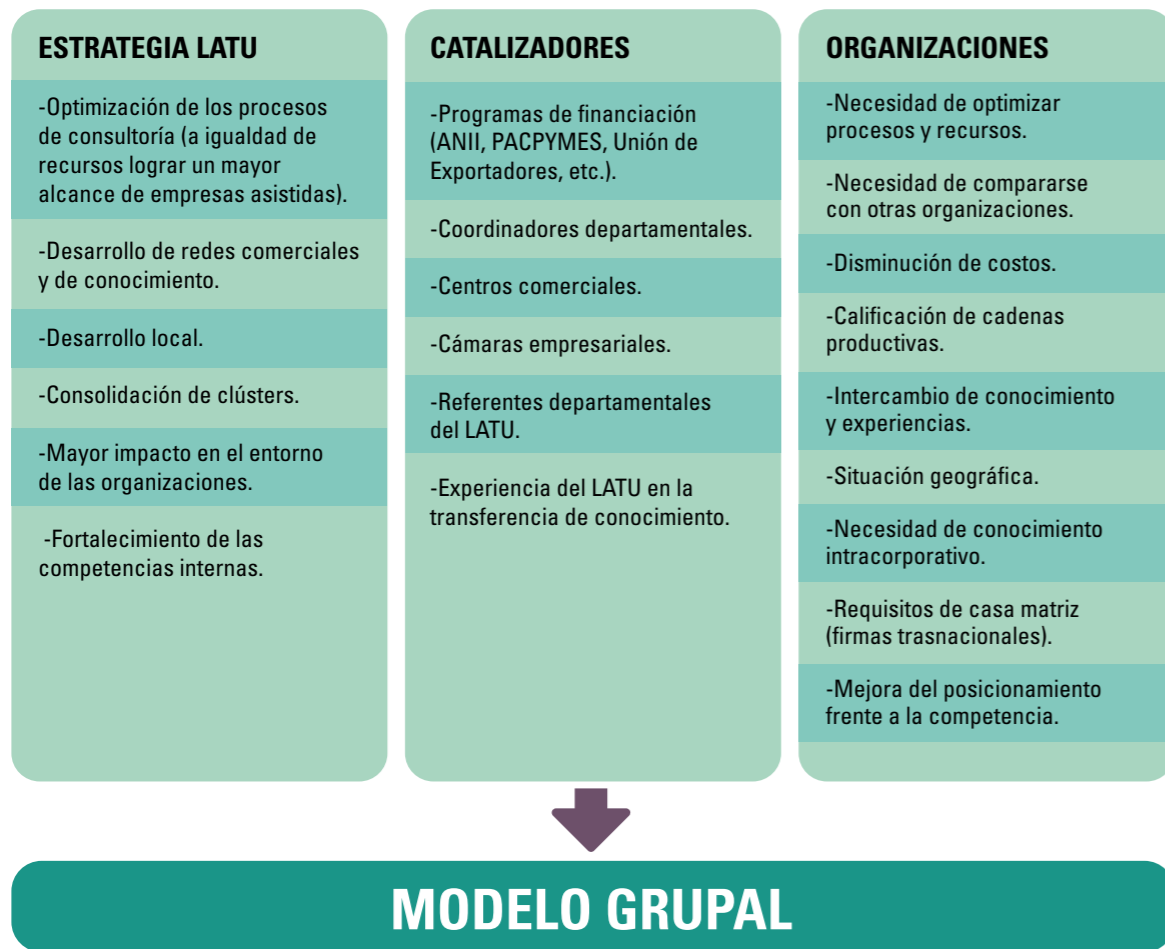 ESTRATEGIA LATU
-Optimización de los procesos
de consultoría (a igualdad de
recursos lograr un mayor
alcance de empresas asistidas).
-Desarrollo de redes comerciales
y de conocimiento.
-Desarrollo local.
-Consolidación de clústers.
-Mayor impacto en el entorno
de las organizaciones.
-Fortalecimiento de las
competencias internas.
CATALIZADORES
-Programas de financiación
(ANII, PACPYMES, Unión de
Exportadores, etc.).
-Coordinadores departamentales.
-Centros comerciales.
-Cámaras empresariales.
-Referentes departamentales
del LATU.
-Experiencia del LATU en la
transferencia de conocimiento.
ORGANIZACIONES
-Necesidad de optimizar
procesos y recursos.
-Necesidad de compararse
con otras organizaciones.
-Disminución de costos.
-Calificación de cadenas
productivas.
-Intercambio de conocimiento
y experiencias.
-Situación geográfica.
-Necesidad de conocimiento
intracorporativo.
-Requisitos de casa matriz
(firmas trasnacionales).
-Mejora del posicionamiento
frente a la competencia.
MODELO GRUPAL